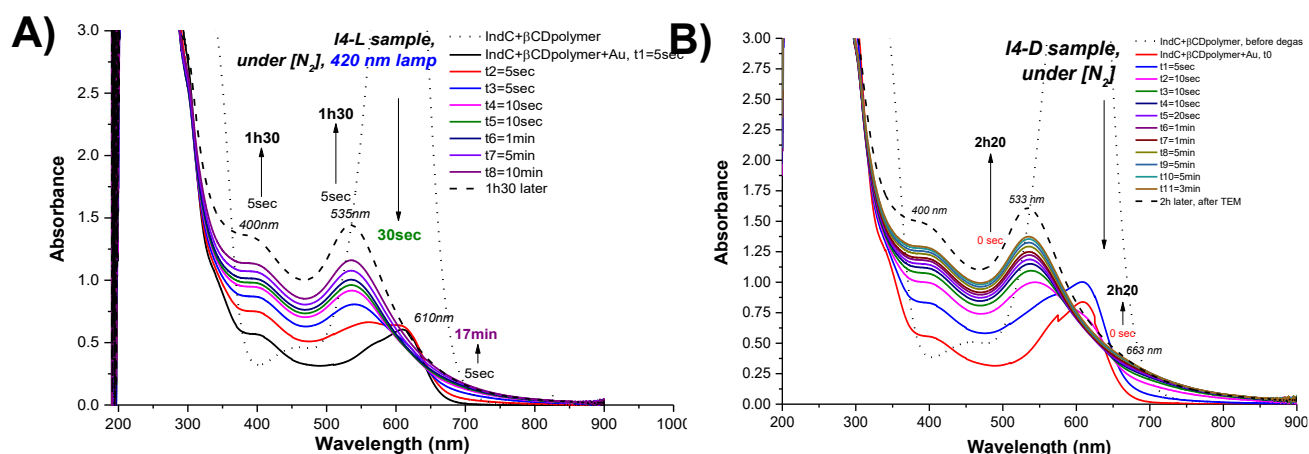 A)
I4-L sample,
under [N2], 420 nm lamp
IndC+βCDpolymer
IndC+βCDpolymer+Au, t1=5sec
t2=5sec
t3=5sec
t4=10sec
t5=10sec
t6=1min
t7=5min
t8=10min
1h30 later
1h30
5sec
400nm
1h30
5sec
535nm
30sec
610nm
17min
5sec
Absorbance
3.0
2.5
2.0
1.5
1.0
0.5
0.0
200 300 400 500 600 700 800 900 1000
Wavelength (nm)
B)
I4-D sample,
under [N2]
IndC+βCDpolymer, before degas
IndC+βCDpolymer+Au, t0
t1=5sec
t2=10sec
t3=10sec
t4=10sec
t5=20sec
t6=1min
t7=1min
t8=5min
t9=5min
t10=5min
t11=3min
2h later, after TEM
2h20
0 sec
400 nm
533 nm
2h20
0 sec
663 nm
Absorbance
3.00
2.75
2.50
2.25
2.00
1.75
1.50
1.25
1.00
0.75
0.50
0.25
0.00
200 300 400 500 600 700 800 900
Wavelength (nm)